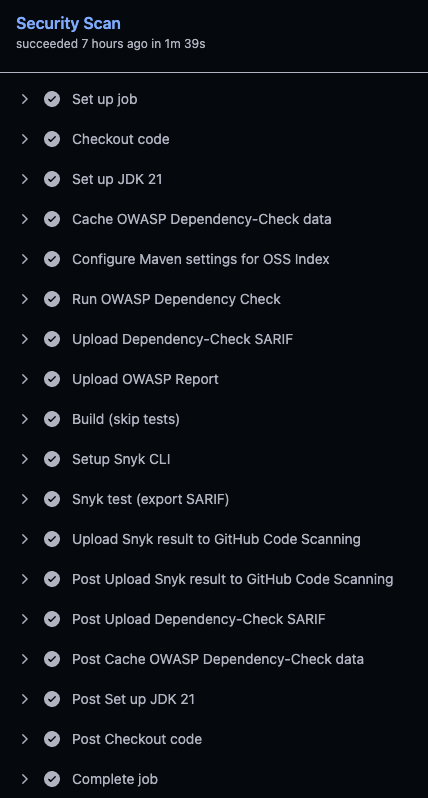 Security Scan
succeeded 7 hours ago in 1m 39s
Set up job
Checkout code
Set up JDK 21
Cache OWASP Dependency-Check data
Configure Maven settings for OSS Index
Run OWASP Dependency Check
Upload Dependency-Check SARIF
Upload OWASP Report
Build (skip tests)
Setup Snyk CLI
Snyk test (export SARIF)
Upload Snyk result to GitHub Code Scanning
Post Upload Snyk result to GitHub Code Scanning
Post Upload Dependency-Check SARIF
Post Cache OWASP Dependency-Check data
Post Set up JDK 21
Post Checkout code
Complete job